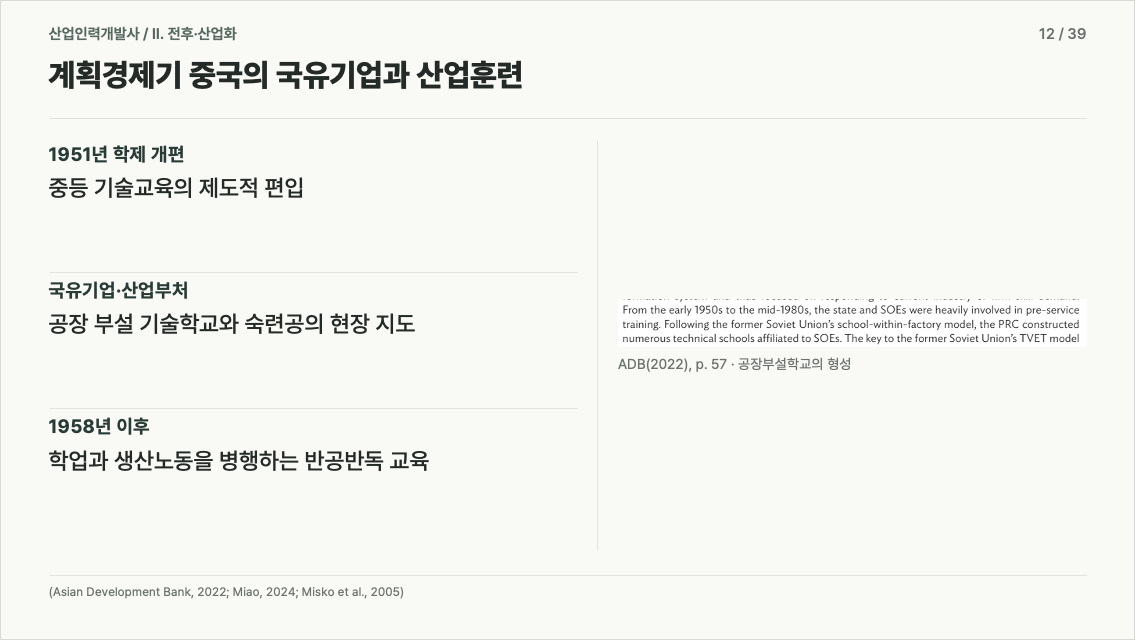 산업인력개발사 / II. 전후·산업화
12 / 39
계획경제기 중국의 국유기업과 산업훈련
1951년 학제 개편
중등 기술교육의 제도적 편입
국유기업·산업부처
공장 부설 기술학교와 숙련공의 현장 지도
1958년 이후
학업과 생산노동을 병행하는 반공반독 교육
From the early 1950s to the mid-1980s, the state and SOEs were heavily involved in pre-service
training. Following the former Soviet Union's school-within-factory model, the PRC constructed
numerous technical schools affiliated to SOEs. The key to the former Soviet Union's TVET model
ADB(2022), p. 57 · 공장부설학교의 형성
(Asian Development Bank, 2022; Miao, 2024; Misko et al., 2005)